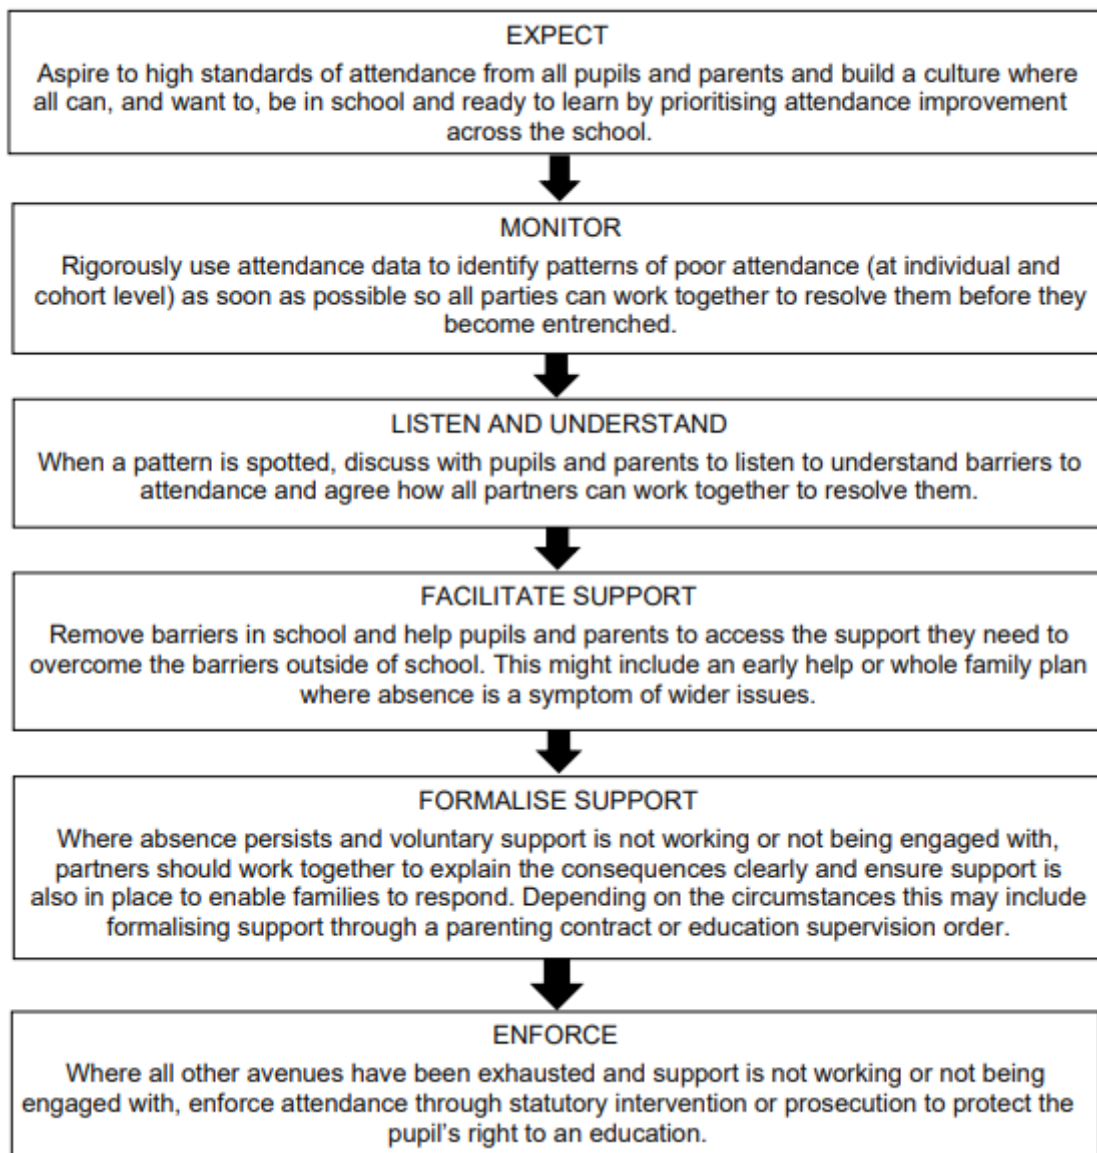 EXPECT
Aspire to high standards of attendance from all pupils and parents and build a culture where
all can, and want to, be in school and ready to learn by prioritising attendance improvement
across the school.
MONITOR
Rigorously use attendance data to identify patterns of poor attendance (at individual and
cohort level) as soon as possible so all parties can work together to resolve them before they
become entrenched.
LISTEN AND UNDERSTAND
When a pattern is spotted, discuss with pupils and parents to listen to understand barriers to
attendance and agree how all partners can work together to resolve them.
FACILITATE SUPPORT
Remove barriers in school and help pupils and parents to access the support they need to
overcome the barriers outside of school. This might include an early help or whole family plan
where absence is a symptom of wider issues.
FORMALISE SUPPORT
Where absence persists and voluntary support is not working or not being engaged with,
partners should work together to explain the consequences clearly and ensure support is
also in place to enable families to respond. Depending on the circumstances this may include
formalising support through a parenting contract or education supervision order.
ENFORCE
Where all other avenues have been exhausted and support is not working or not being
engaged with, enforce attendance through statutory intervention or prosecution to protect the
pupil's right to an education.